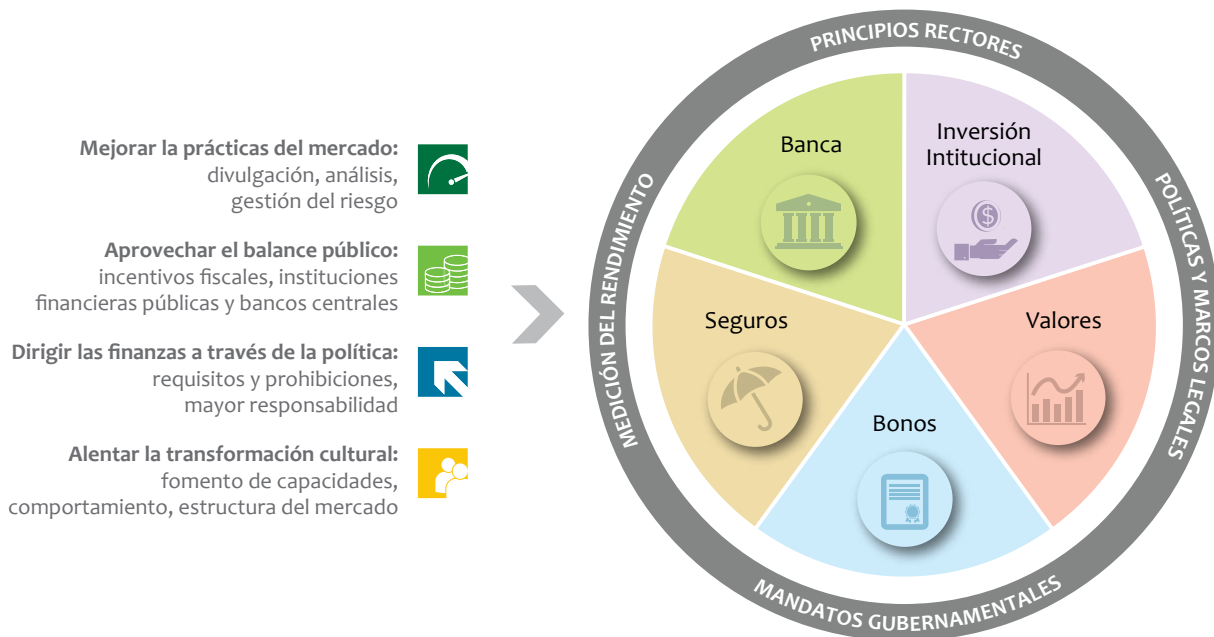 Mejorar la prácticas del mercado:
divulgación, análisis,
gestión del riesgo
Aprovechar el balance público:
incentivos fiscales, instituciones
financieras públicas y bancos centrales
Dirigir las finanzas a través de la política:
requisitos y prohibiciones,
mayor responsabilidad
Alentar la transformación cultural:
fomento de capacidades,
comportamiento, estructura del mercado
PRINCIPIOS RECTORES
POLÍTICAS Y MARCOS LEGALES
MANDATOS GUBERNAMENTALES
MEDICIÓN DEL RENDIMIENTO
Banca
Inversión
Intitucional
$
Seguros
Valores
Bonos